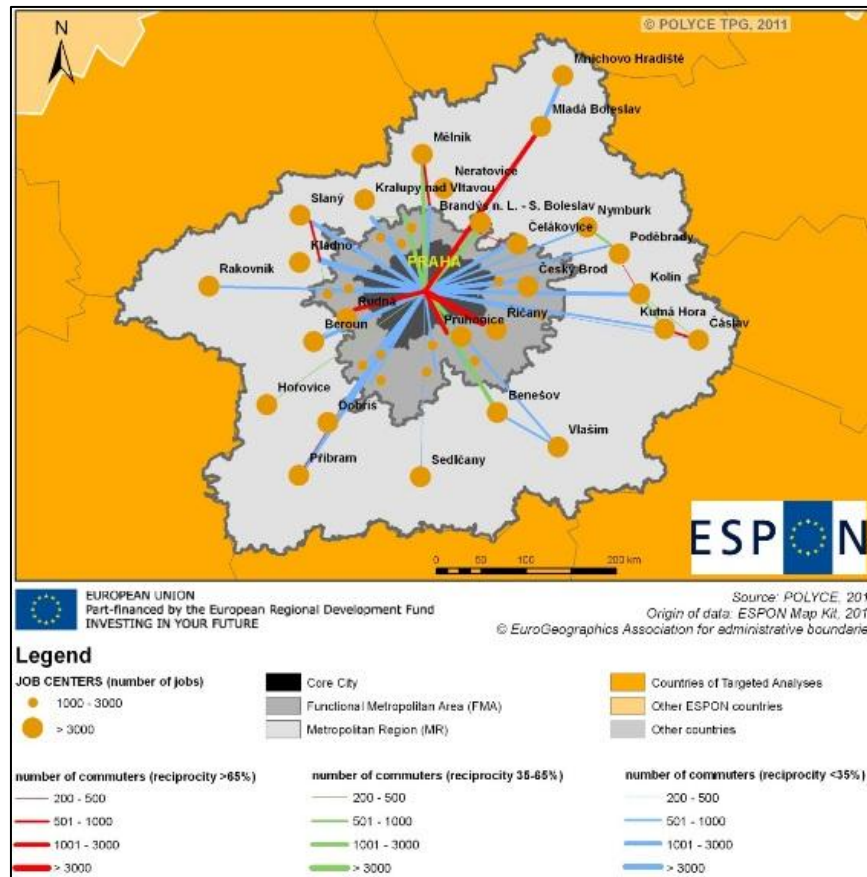 © POLYCE TPG, 2011
N
Mnichovo Hradiště
Mladá Boleslav
Mělník
Neratovice
Kralupy nad Vltavou
Slaný
Brandýs n. L. - S. Boleslav
Nymburk
Čelákovice
Poděbrady
Kladno
PRAHA
Český Brod
Rakovník
Kolín
Rudná
Beroun
Průhonice
Říčany
Kutná Hora
Čáslav
Hořovice
Benešov
Dobříš
Vlašim
Příbram
Sedlčany
ESPON
0 50 100 200 km
EUROPEAN UNION
Part-financed by the European Regional Development Fund
INVESTING IN YOUR FUTURE
Source: POLYCE, 201
Origin of data: ESPON Map Kit, 201
© EuroGeographics Association for administrative boundarie
Legend
JOB CENTERS (number of jobs)
1000 - 3000
> 3000
Core City
Functional Metropolitan Area (FMA)
Metropolitan Region (MR)
Countries of Targeted Analyses
Other ESPON countries
Other countries
number of commuters (reciprocity >65%)
200 - 500
501 - 1000
1001 - 3000
> 3000
number of commuters (reciprocity 35-65%)
200 - 500
501 - 1000
1001 - 3000
> 3000
number of commuters (reciprocity <35%)
200 - 500
501 - 1000
1001 - 3000
> 3000